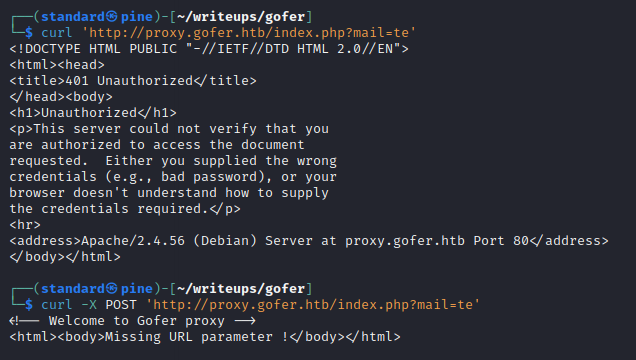 ┌──(standard㉿pine)-[~/writeups/gofer]
└─$ curl 'http://proxy.gofer.htb/index.php?mail=te'
<!DOCTYPE HTML PUBLIC "-//IETF//DTD HTML 2.0//EN">
<html><head>
<title>401 Unauthorized</title>
</head><body>
<h1>Unauthorized</h1>
<p>This server could not verify that you
are authorized to access the document
requested.  Either you supplied the wrong
credentials (e.g., bad password), or your
browser doesn't understand how to supply
the credentials required.</p>
<hr>
<address>Apache/2.4.56 (Debian) Server at proxy.gofer.htb Port 80</address>
</body></html>
┌──(standard㉿pine)-[~/writeups/gofer]
└─$ curl -X POST 'http://proxy.gofer.htb/index.php?mail=te'
<!-- Welcome to Gofer proxy -->
<html><body>Missing URL parameter !</body></html>